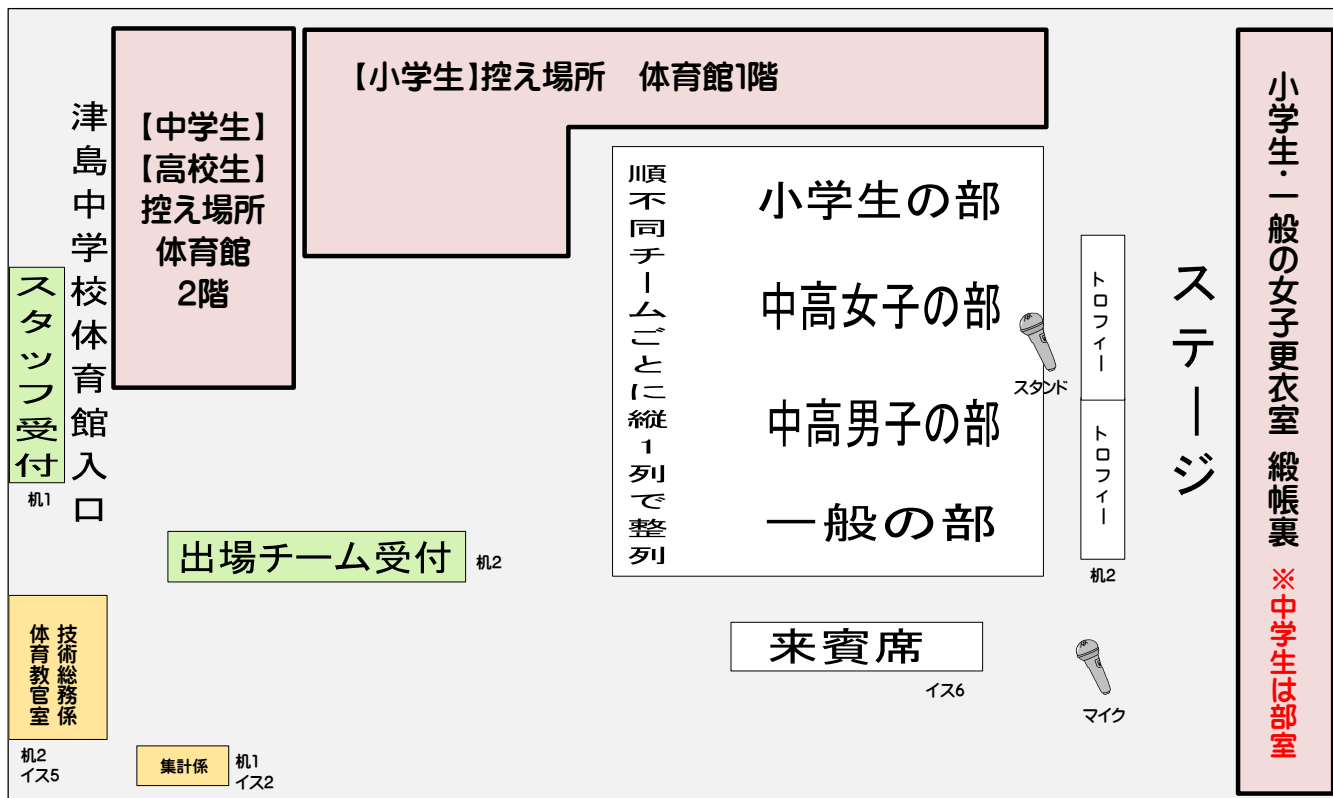 津島中学校体育館入口
スタッフ受付
机1
【中学生】
【高校生】
控え場所
体育館
2階
【小学生】控え場所　体育館1階
順不同チームごとに縦1列で整列
小学生の部
中高女子の部
中高男子の部
一般の部
スタンド
トロフィー
トロフィー
机2
ステージ
小学生・一般の女子更衣室 緞帳裏 ※中学生は部室
出場チーム受付
机2
来賓席
イス6
マイク
技術総務係
体育教官室
机2
イス5
集計係
机1
イス2